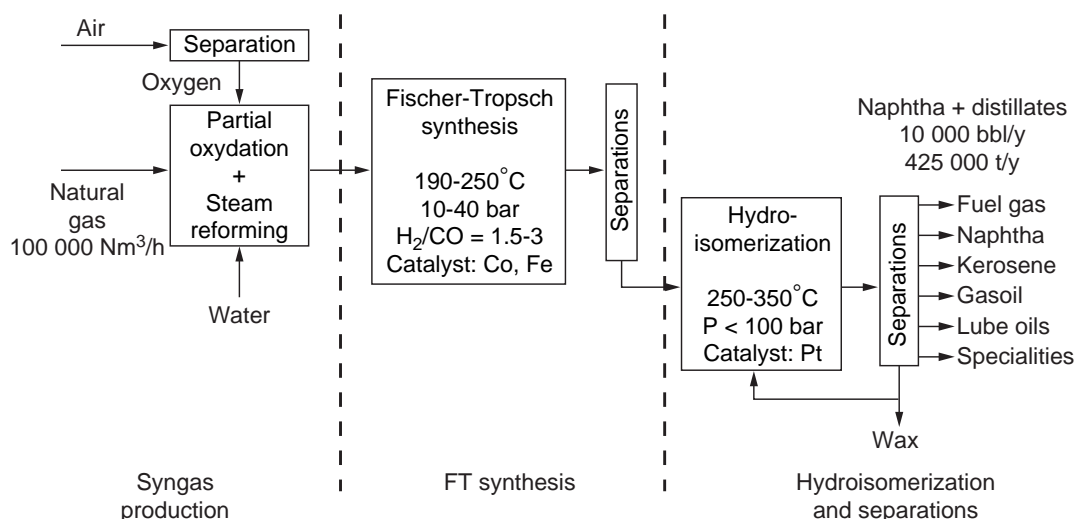 Air
Separation
Oxygen
Partial
oxydation
+
Steam
reforming
Natural
gas
100 000 Nm³/h
Water
Fischer-Tropsch
synthesis
190-250°C
10-40 bar
H₂/CO = 1.5-3
Catalyst: Co, Fe
Separations
Hydro-
isomerization
250-350°C
P < 100 bar
Catalyst: Pt
Separations
Naphtha + distillates
10 000 bbl/y
425 000 t/y
Fuel gas
Naphtha
Kerosene
Gasoil
Lube oils
Specialities
Wax
Syngas
production
FT synthesis
Hydroisomerization
and separations